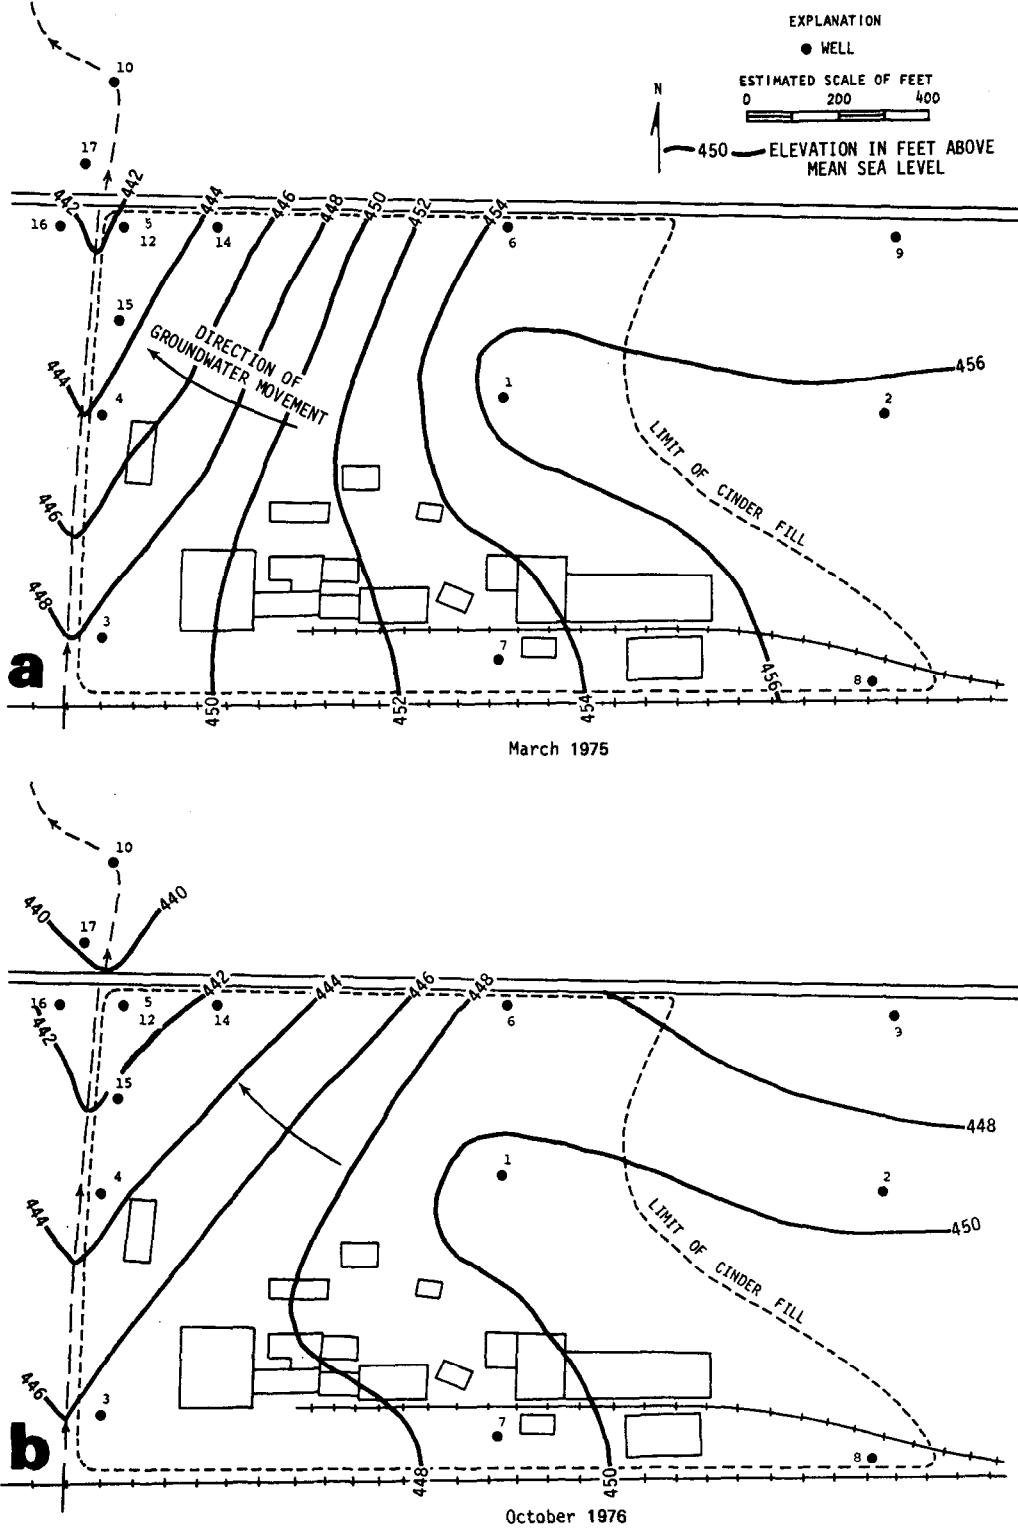 EXPLANATION
WELL
ESTIMATED SCALE OF FEET
0 200 400
N
450 ELEVATION IN FEET ABOVE
MEAN SEA LEVEL
10
17
442 442 444 446 448 450 452 454
16 5 12 14 6 9
15
DIRECTION OF
GROUNDWATER MOVEMENT
444
4
1
456
2
LIMIT OF CINDER FILL
446
448
3
7
8
a
450 452 454 456
March 1975
10
440 440
17
442 444 446 448
16 5 12 14 6 9
442
15
448
4
1
2
444
450
LIMIT OF CINDER FILL
446
3
7
8
b
448 450
October 1976